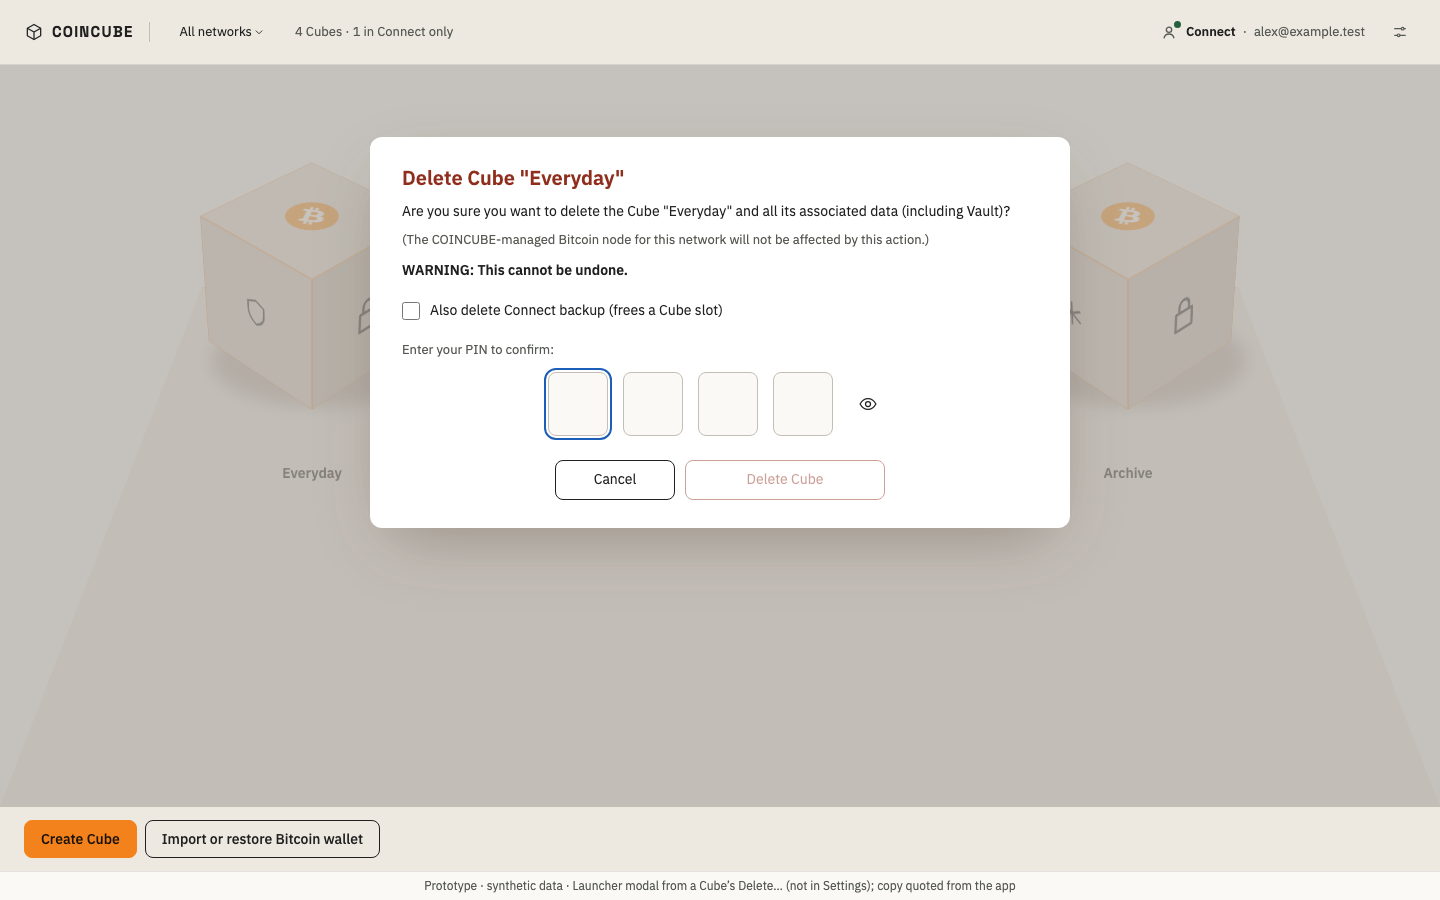 COINCUBE
All networks
4 Cubes · 1 in Connect only
Connect · alex@example.test
Delete Cube "Everyday"
Are you sure you want to delete the Cube "Everyday" and all its associated data (including Vault)?
(The COINCUBE-managed Bitcoin node for this network will not be affected by this action.)
WARNING: This cannot be undone.
Also delete Connect backup (frees a Cube slot)
Enter your PIN to confirm:
Cancel
Delete Cube
Everyday
Archive
Create Cube
Import or restore Bitcoin wallet
Prototype · synthetic data · Launcher modal from a Cube’s Delete… (not in Settings); copy quoted from the app